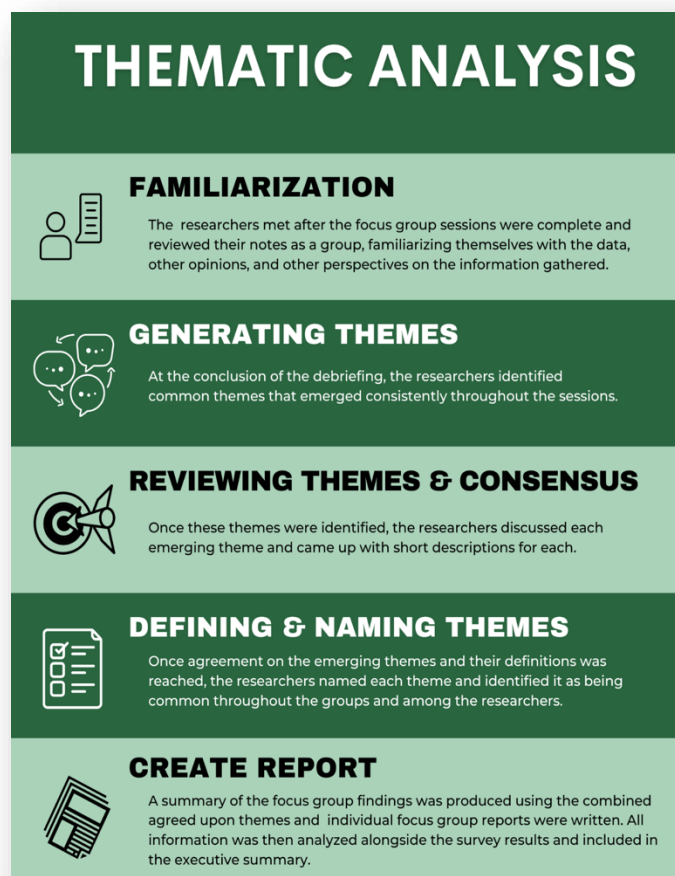 THEMATIC ANALYSIS
FAMILIARIZATION
The researchers met after the focus group sessions were complete and
reviewed their notes as a group, familiarizing themselves with the data,
other opinions, and other perspectives on the information gathered.
GENERATING THEMES
At the conclusion of the debriefing, the researchers identified
common themes that emerged consistently throughout the sessions.
REVIEWING THEMES & CONSENSUS
Once these themes were identified, the researchers discussed each
emerging theme and came up with short descriptions for each.
DEFINING & NAMING THEMES
Once agreement on the emerging themes and their definitions was
reached, the researchers named each theme and identified it as being
common throughout the groups and among the researchers.
CREATE REPORT
A summary of the focus group findings was produced using the combined
agreed upon themes and individual focus group reports were written. All
information was then analyzed alongside the survey results and included in
the executive summary.